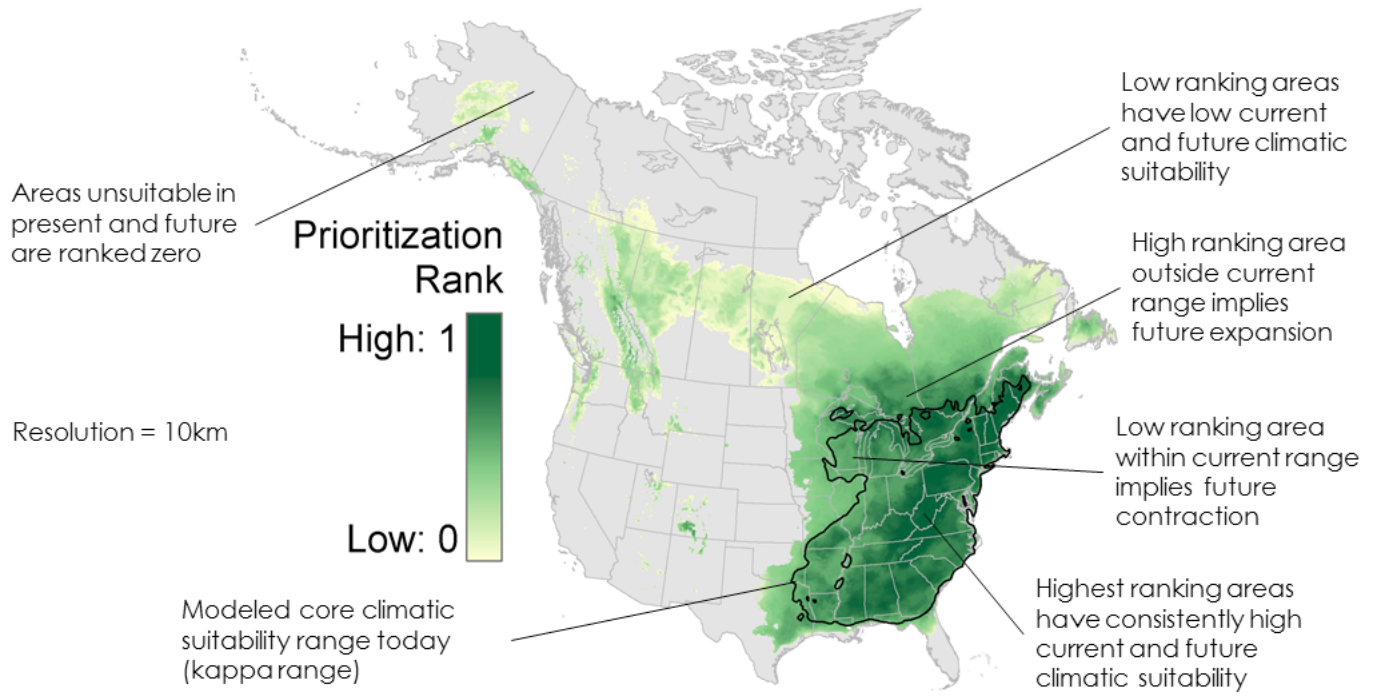 Areas unsuitable in
present and future
are ranked zero
Prioritization
Rank
High: 1
Low: 0
Resolution = 10km
Modeled core climatic
suitability range today
(kappa range)
Low ranking areas
have low current
and future climatic
suitability
High ranking area
outside current
range implies
future expansion
Low ranking area
within current range
implies future
contraction
Highest ranking areas
have consistently high
current and future
climatic suitability